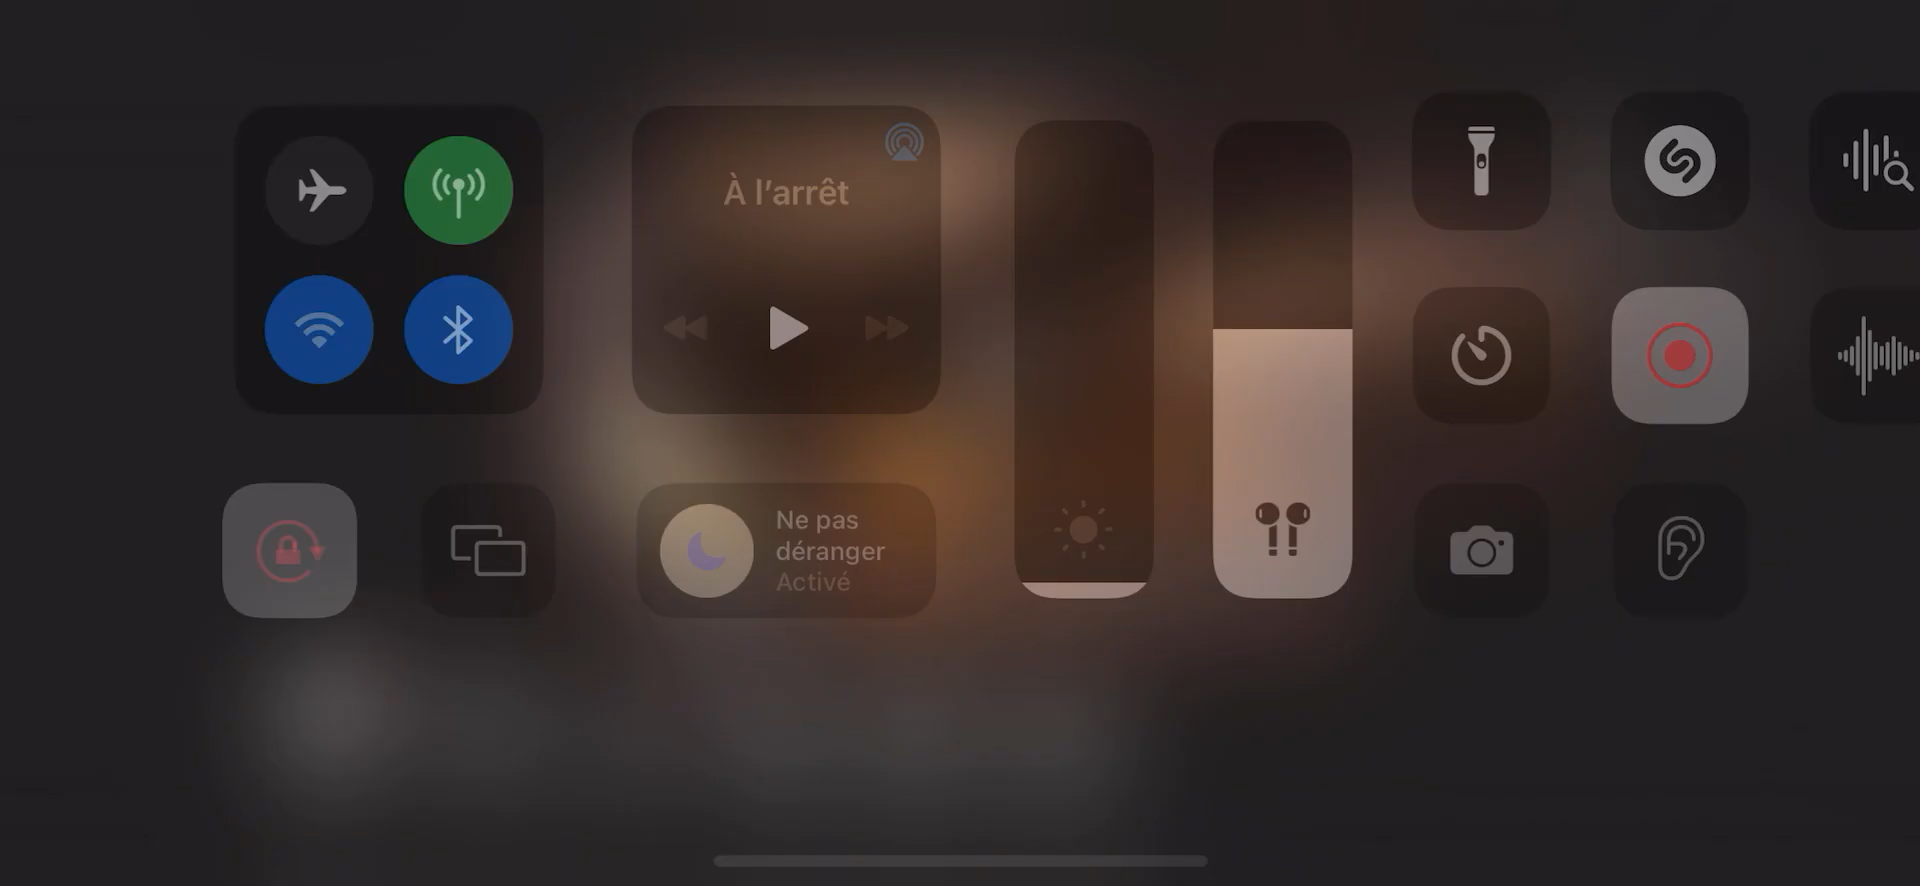 À l’arrêt
Ne pas
déranger
Activé